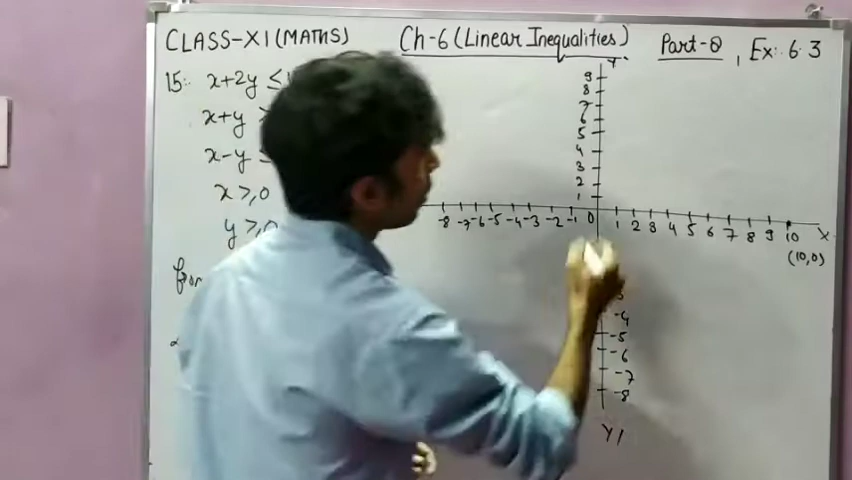 CLASS-XI (MATHS) Ch-6 (Linear Inequalities) Part-8, Ex:- 6.3
15:- x+2y ≤
x+y
x-y ≤
x ≥ 0
y ≥ 0
Y
9
8
7
6
5
4
3
2
1
-8 -7 -6 -5 -4 -3 -2 -1 0 1 2 3 4 5 6 7 8 9 10 X
(10,0)
-4
-5
-6
-7
-8
Y'